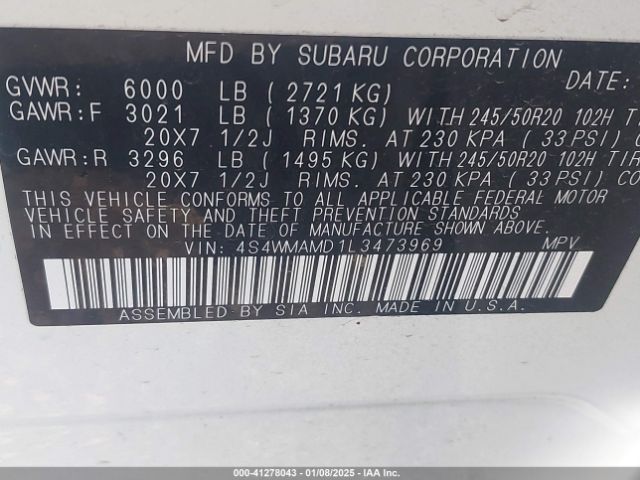 MFD BY SUBARU CORPORATION
DATE:
GVWR: 6000 LB ( 2721 KG)
GAWR:F 3021 LB ( 1370 KG) WITH 245/50R20 102H
20X7 1/2J RIMS. AT 230 KPA ( 33 PSI)
GAWR:R 3296 LB ( 1495 KG) WITH 245/50R20 102H
20X7 1/2J RIMS. AT 230 KPA ( 33 PSI)
THIS VEHICLE CONFORMS TO ALL APPLICABLE FEDERAL MOTOR
VEHICLE SAFETY AND THEFT PREVENTION STANDARDS
IN EFFECT ON THE DATE OF MANUFACTURE SHOWN ABOVE.
VIN: 4S4WMAMD1L3473969 MPV
ASSEMBLED BY SIA INC. MADE IN U.S.A.
000-41278043 — 01/08/2025 — IAA Inc.